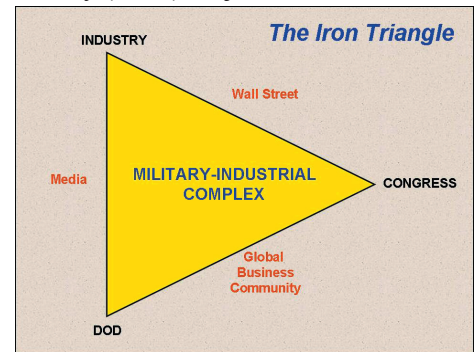 The Iron Triangle
INDUSTRY
Wall Street
Media
MILITARY-INDUSTRIAL
COMPLEX
CONGRESS
Global
Business
Community
DOD